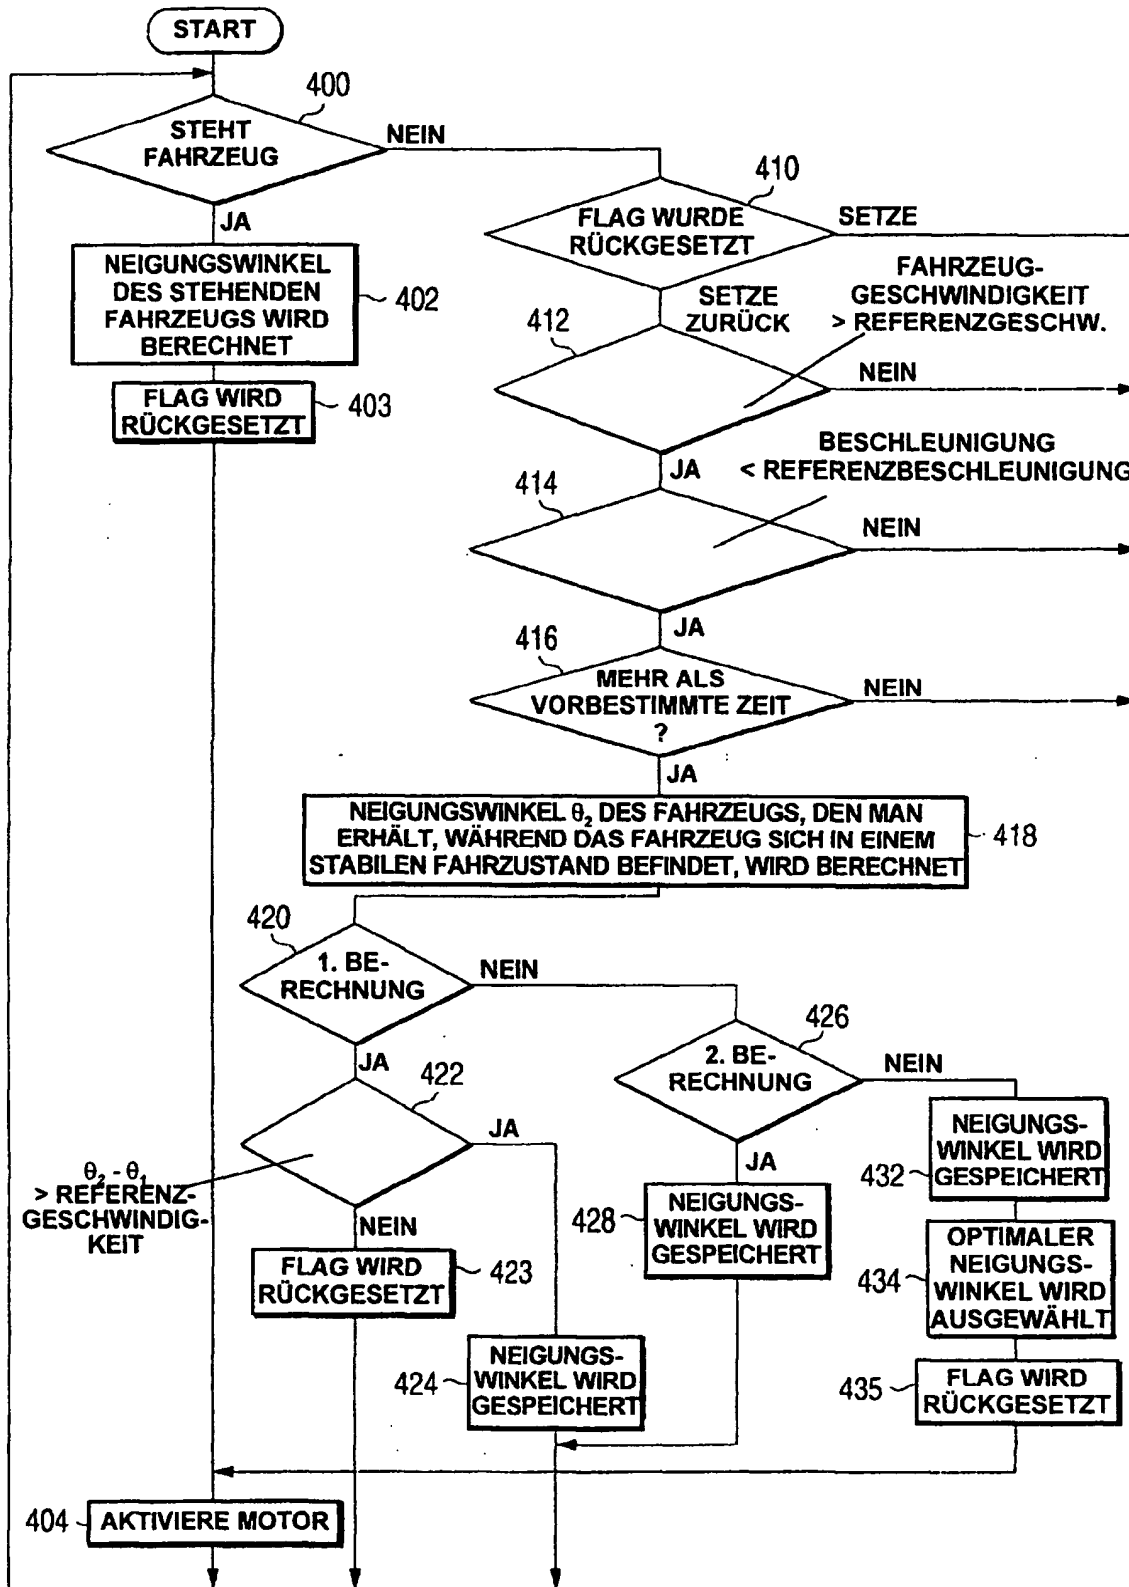 START
400
STEHT
FAHRZEUG
NEIN
JA
410
FLAG WURDE
RÜCKGESETZT
SETZE
NEIGUNGSWINKEL
DES STEHENDEN
FAHRZEUGS WIRD
BERECHNET
402
SETZE
ZURÜCK
FAHRZEUG-
GESCHWINDIGKEIT
> REFERENZGESCHW.
412
NEIN
FLAG WIRD
RÜCKGESETZT
403
JA
BESCHLEUNIGUNG
< REFERENZBESCHLEUNIGUNG
414
NEIN
JA
416
MEHR ALS
VORBESTIMMTE ZEIT
?
NEIN
JA
NEIGUNGSWINKEL θ₂ DES FAHRZEUGS, DEN MAN
ERHÄLT, WÄHREND DAS FAHRZEUG SICH IN EINEM
STABILEN FAHRZUSTAND BEFINDET, WIRD BERECHNET
418
420
1. BE-
RECHNUNG
NEIN
JA
426
2. BE-
RECHNUNG
NEIN
JA
422
JA
θ₂ - θ₁
> REFERENZ-
GESCHWINDIG-
KEIT
NEIN
FLAG WIRD
RÜCKGESETZT
423
NEIGUNGS-
WINKEL WIRD
GESPEICHERT
424
428
NEIGUNGS-
WINKEL WIRD
GESPEICHERT
NEIGUNGS-
WINKEL WIRD
GESPEICHERT
432
OPTIMALER
NEIGUNGS-
WINKEL WIRD
AUSGEWÄHLT
434
FLAG WIRD
RÜCKGESETZT
435
404
AKTIVIERE MOTOR